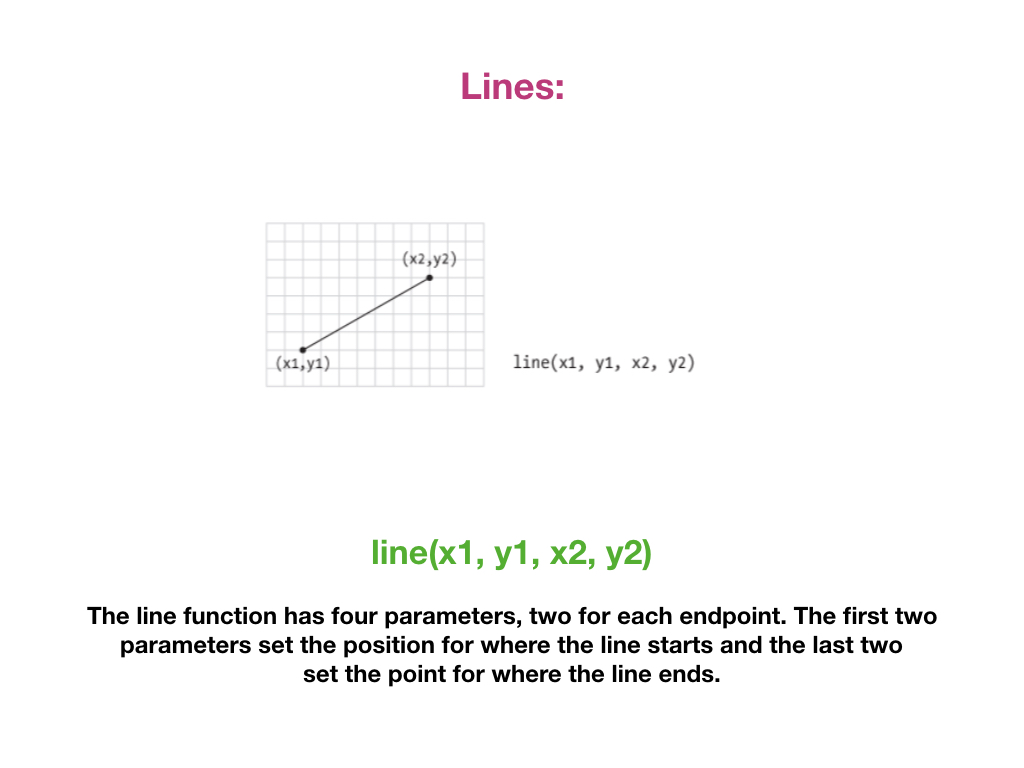 Lines:
(x2,y2)
(x1,y1)
line(x1, y1, x2, y2)
line(x1, y1, x2, y2)
The line function has four parameters, two for each endpoint. The first two
parameters set the position for where the line starts and the last two
set the point for where the line ends.